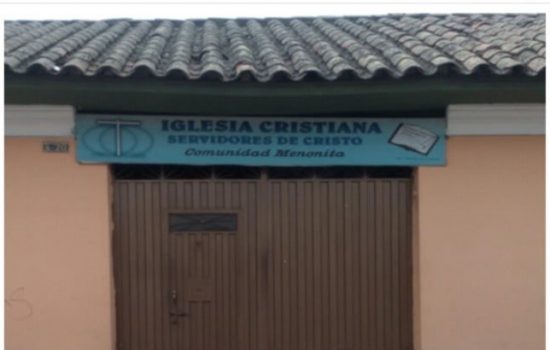 IGLESIA CRISTIANA
SERVIDORES DE CRISTO
Comunidad Menonita